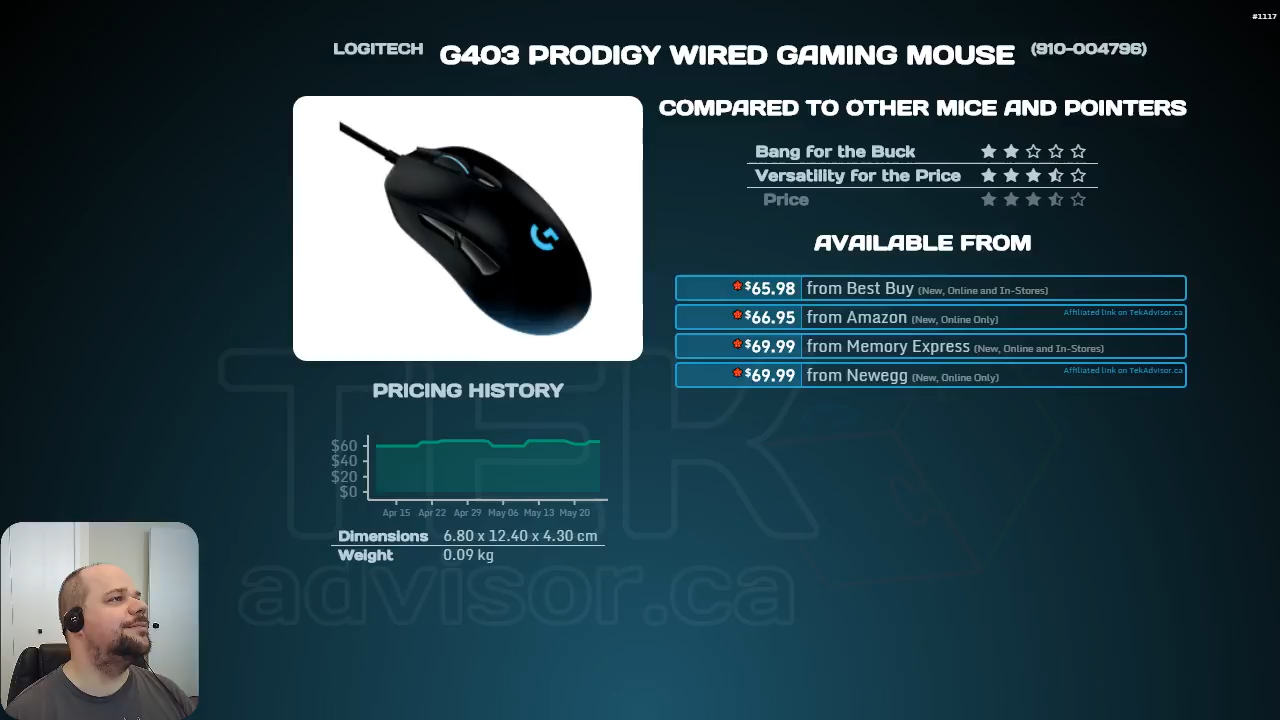 #1117
LOGITECH G403 PRODIGY WIRED GAMING MOUSE (910-004796)
COMPARED TO OTHER MICE AND POINTERS
Bang for the Buck
Versatility for the Price
Price
AVAILABLE FROM
$65.98 from Best Buy (New, Online and In-Stores)
$66.95 from Amazon (New, Online Only) Affiliated link on TekAdvisor.ca
$69.99 from Memory Express (New, Online and In-Stores)
$69.99 from Newegg (New, Online Only) Affiliated link on TekAdvisor.ca
PRICING HISTORY
$60
$40
$20
$0
Apr 15 Apr 22 Apr 29 May 06 May 13 May 20
Dimensions 6.80 x 12.40 x 4.30 cm
Weight 0.09 kg
TEK
advisor.ca